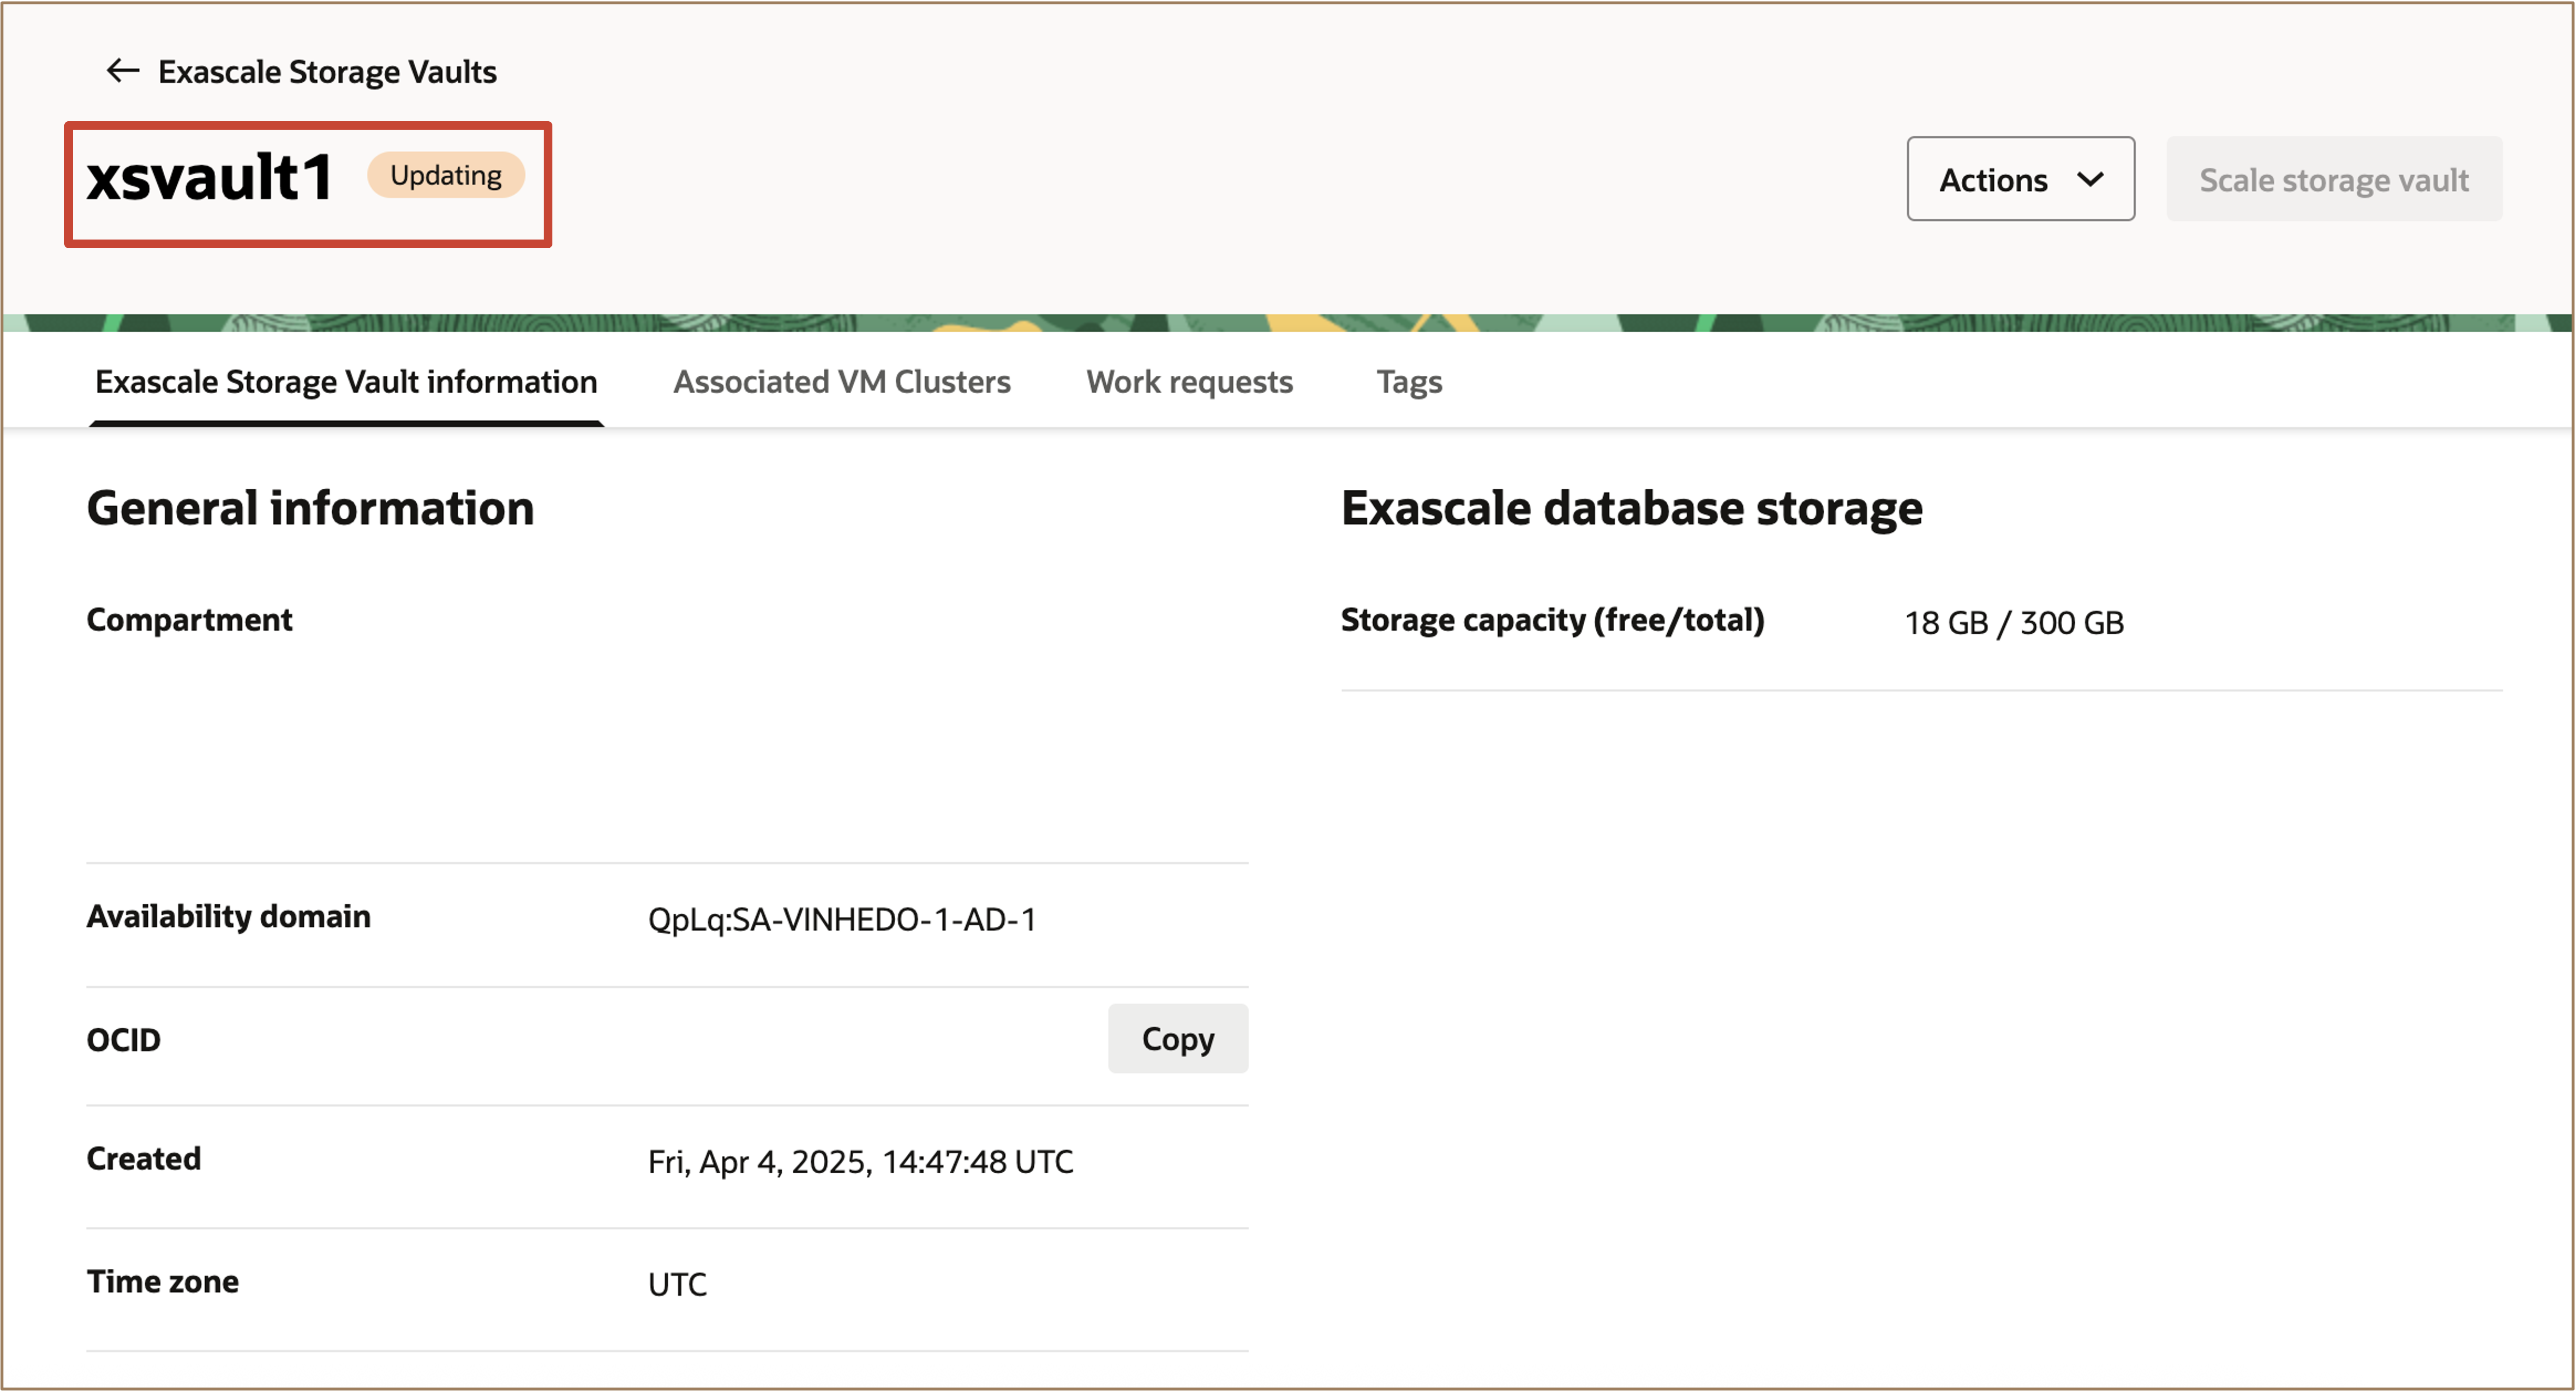 Exascale Storage Vaults
xsvault1 Updating
Actions
Scale storage vault
Exascale Storage Vault information Associated VM Clusters Work requests Tags
General information
Compartment
Availability domain QpLq:SA-VINHEDO-1-AD-1
OCID Copy
Created Fri, Apr 4, 2025, 14:47:48 UTC
Time zone UTC
Exascale database storage
Storage capacity (free/total) 18 GB / 300 GB